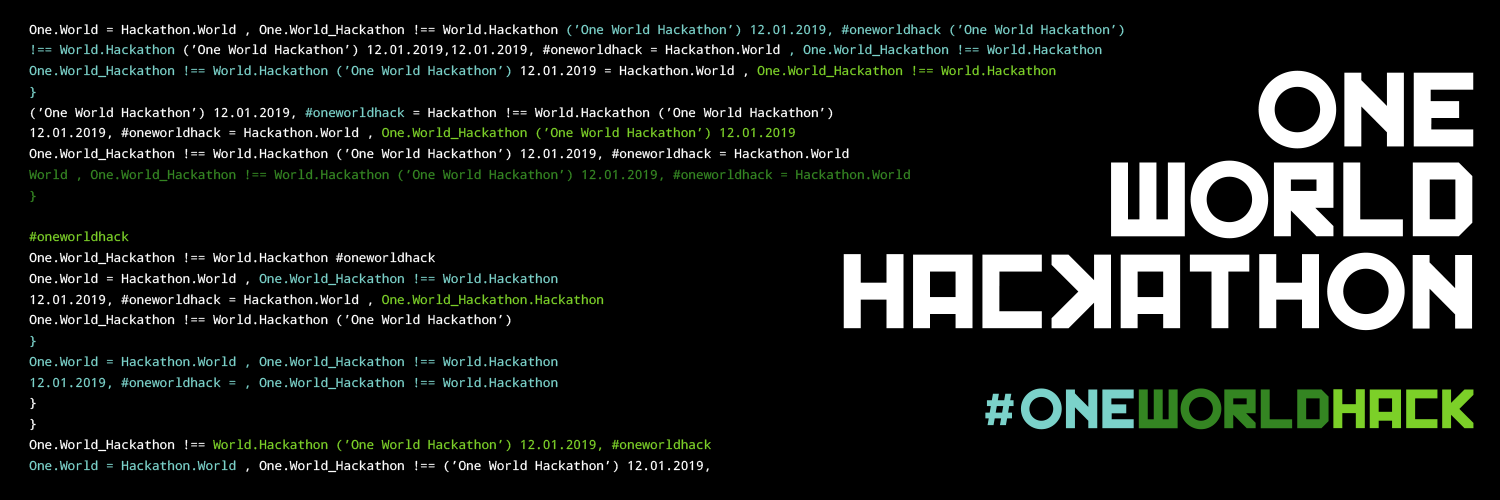 One.World = Hackathon.World , One.World_Hackathon !== World.Hackathon (’One World Hackathon’) 12.01.2019, #oneworldhack (’One World Hackathon’)
!== World.Hackathon (’One World Hackathon’) 12.01.2019,12.01.2019, #oneworldhack = Hackathon.World , One.World_Hackathon !== World.Hackathon
One.World_Hackathon !== World.Hackathon (’One World Hackathon’) 12.01.2019 = Hackathon.World , One.World_Hackathon !== World.Hackathon
}
(’One World Hackathon’) 12.01.2019, #oneworldhack = Hackathon !== World.Hackathon (’One World Hackathon’)
12.01.2019, #oneworldhack = Hackathon.World , One.World_Hackathon (’One World Hackathon’) 12.01.2019
One.World_Hackathon !== World.Hackathon (’One World Hackathon’) 12.01.2019, #oneworldhack = Hackathon.World
World , One.World_Hackathon !== World.Hackathon (’One World Hackathon’) 12.01.2019, #oneworldhack = Hackathon.World
}
#oneworldhack
One.World_Hackathon !== World.Hackathon #oneworldhack
One.World = Hackathon.World , One.World_Hackathon !== World.Hackathon
12.01.2019, #oneworldhack = Hackathon.World , One.World_Hackathon.Hackathon
One.World_Hackathon !== World.Hackathon (’One World Hackathon’)
}
One.World = Hackathon.World , One.World_Hackathon !== World.Hackathon
12.01.2019, #oneworldhack = , One.World_Hackathon !== World.Hackathon
}
}
One.World_Hackathon !== World.Hackathon (’One World Hackathon’) 12.01.2019, #oneworldhack
One.World = Hackathon.World , One.World_Hackathon !== (’One World Hackathon’) 12.01.2019,
ONE
WORLD
HACKATHON
#ONEWORLDHACK